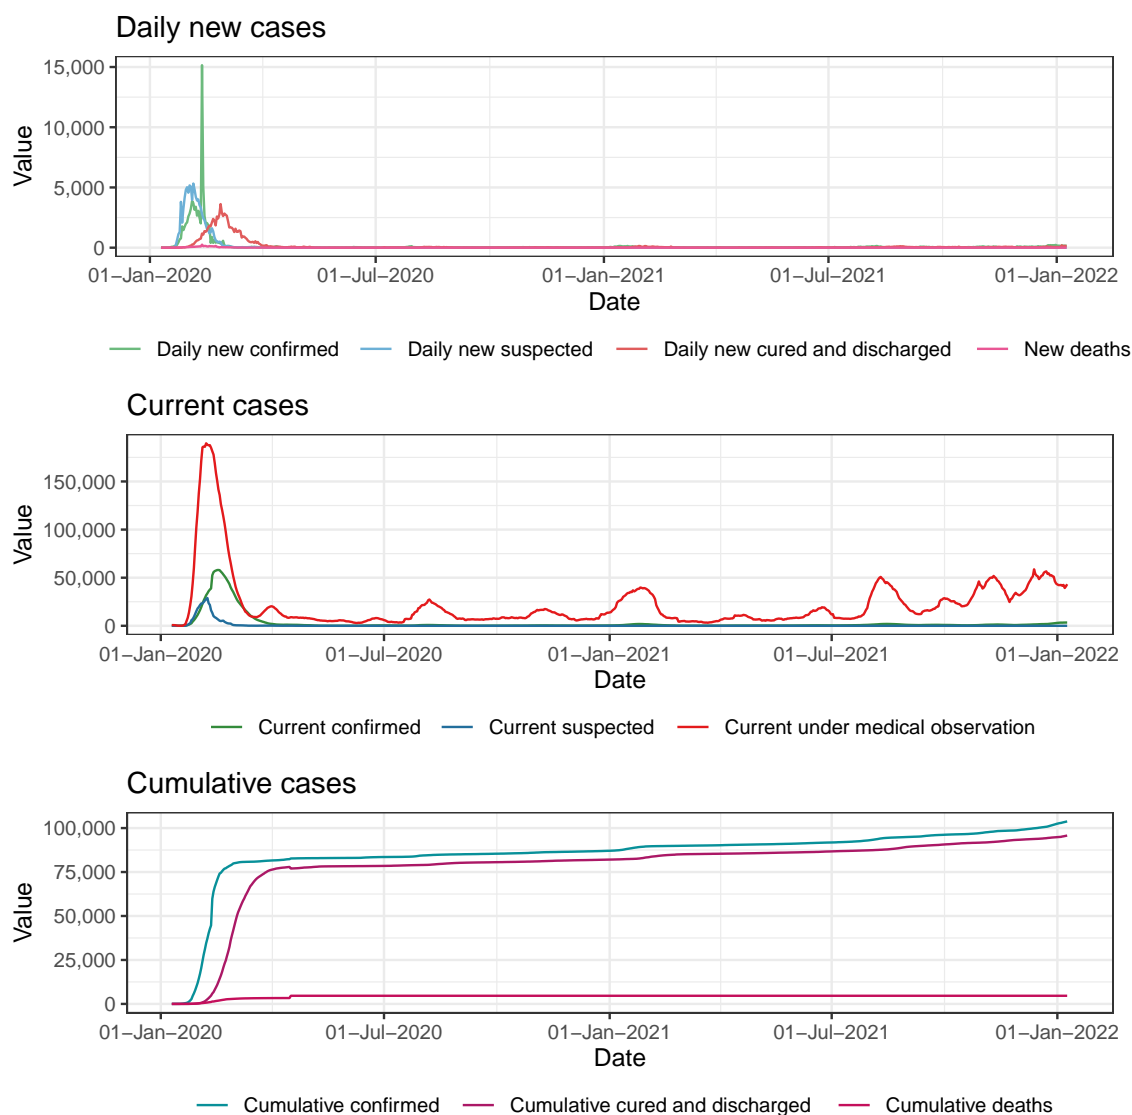 Daily new cases
15,000
10,000
5,000
0
Value
01−Jan−2020 01−Jul−2020 01−Jan−2021 01−Jul−2021 01−Jan−2022
Date
Daily new confirmed Daily new suspected Daily new cured and discharged New deaths
Current cases
150,000
100,000
50,000
0
Value
01−Jan−2020 01−Jul−2020 01−Jan−2021 01−Jul−2021 01−Jan−2022
Date
Current confirmed Current suspected Current under medical observation
Cumulative cases
100,000
75,000
50,000
25,000
0
Value
01−Jan−2020 01−Jul−2020 01−Jan−2021 01−Jul−2021 01−Jan−2022
Date
Cumulative confirmed Cumulative cured and discharged Cumulative deaths